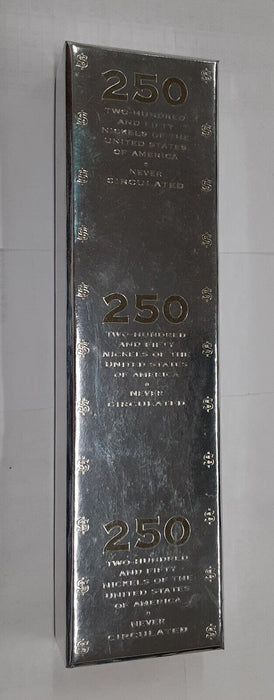 250
TWO-HUNDRED
AND FIFTY
NICKELS OF THE
UNITED STATES
OF AMERICA
•
NEVER
CIRCULATED
250
TWO-HUNDRED
AND FIFTY
NICKELS OF THE
UNITED STATES
OF AMERICA
•
NEVER
CIRCULATED
250
TWO-HUNDRED
AND FIFTY
NICKELS OF THE
UNITED STATES
OF AMERICA
•
NEVER
CIRCULATED